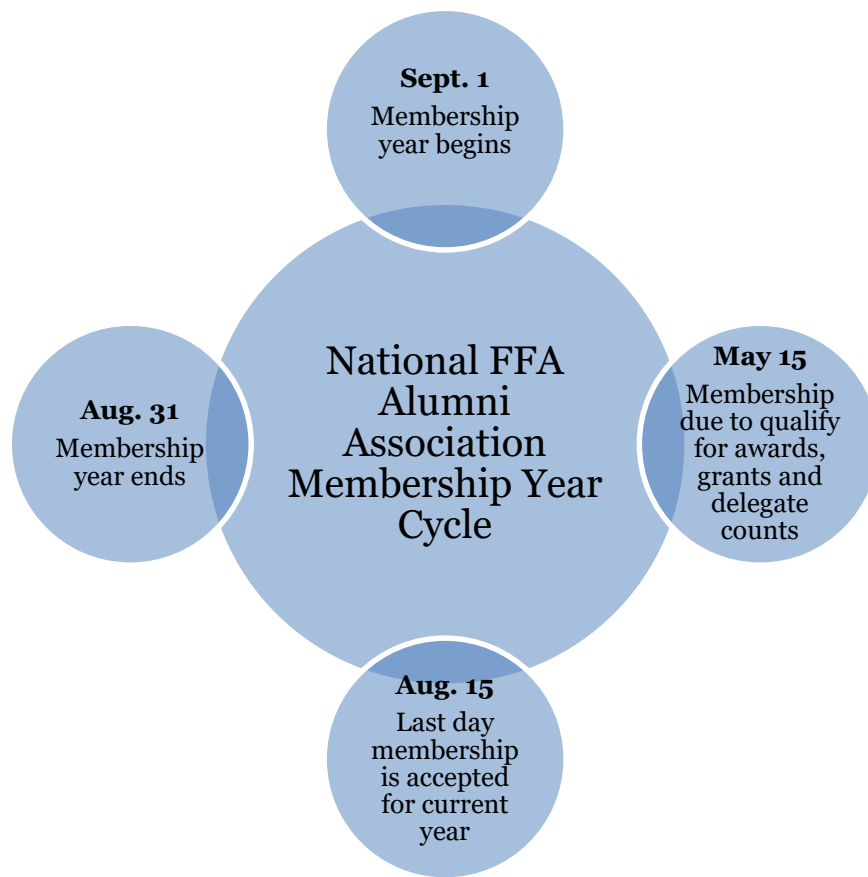 Sept. 1
Membership
year begins
National FFA
Alumni
Association
Membership Year
Cycle
May 15
Membership
due to qualify
for awards,
grants and
delegate
counts
Aug. 15
Last day
membership
is accepted
for current
year
Aug. 31
Membership
year ends